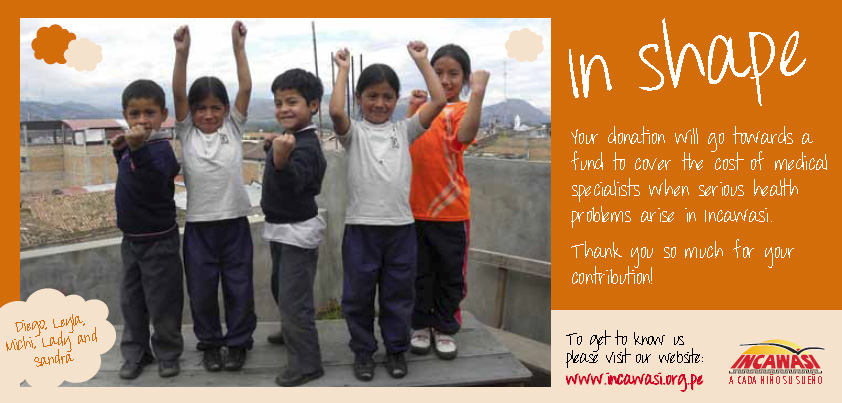 In shape
Your donation will go towards a
fund to cover the cost of medical
specialists when serious health
problems arise in Incawasi.
Thank you so much for your
contribution!
Diego, Leyla,
Michi, Lady and
Sandra
To get to know us
please visit our website:
www.incawasi.org.pe
INCAWASI
A CADA NIÑO SU SUEÑO